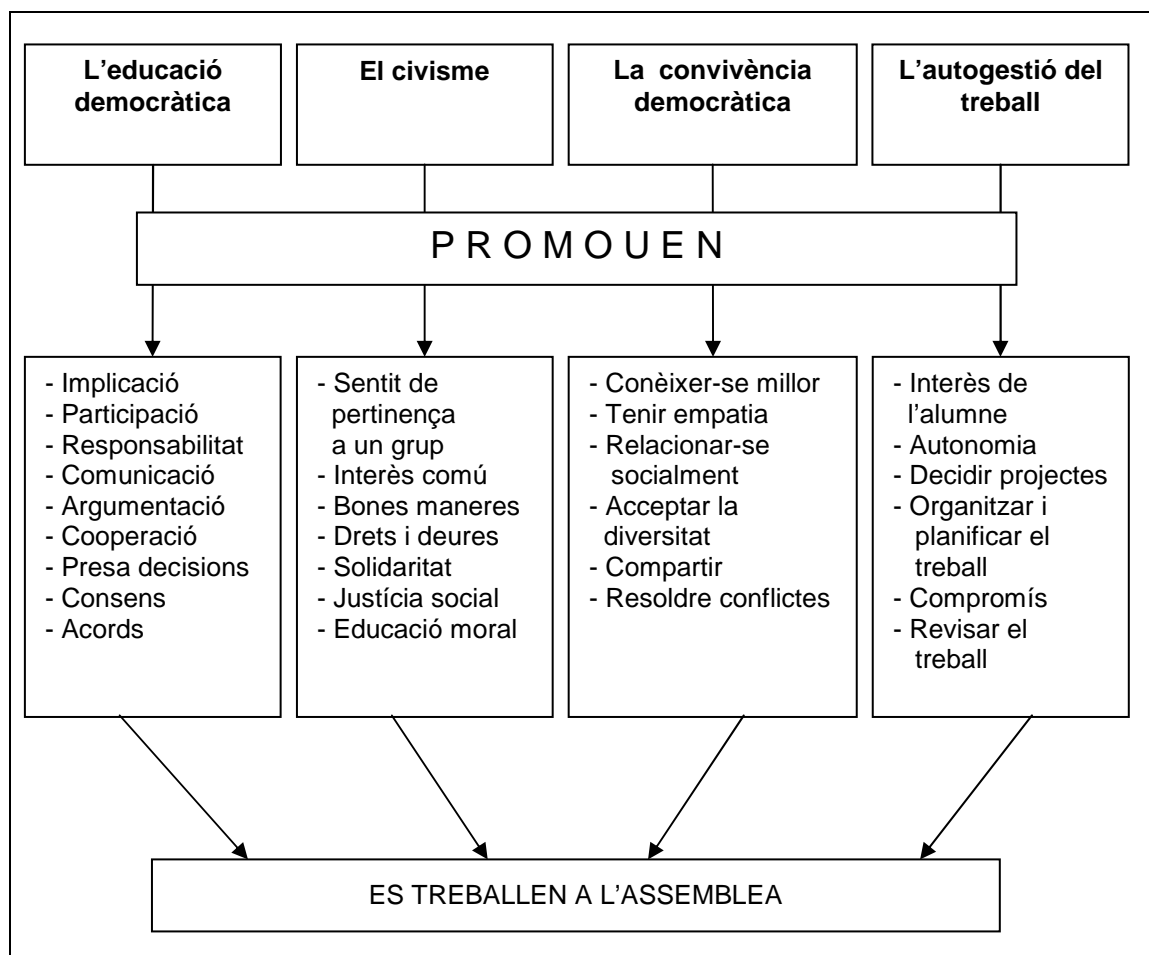 L'educació
democràtica
El civisme
La convivència
democràtica
L'autogestió del
treball
P R O M O U E N
- Implicació
- Participació
- Responsabilitat
- Comunicació
- Argumentació
- Cooperació
- Presa decisions
- Consens
- Acords
- Sentit de
pertinença
a un grup
- Interès comú
- Bones maneres
- Drets i deures
- Solidaritat
- Justícia social
- Educació moral
- Conèixer-se millor
- Tenir empatia
- Relacionar-se
socialment
- Acceptar la
diversitat
- Compartir
- Resoldre conflictes
- Interès de
l'alumne
- Autonomia
- Decidir projectes
- Organitzar i
planificar el
treball
- Compromís
- Revisar el
treball
ES TREBALLEN A L'ASSEMBLEA